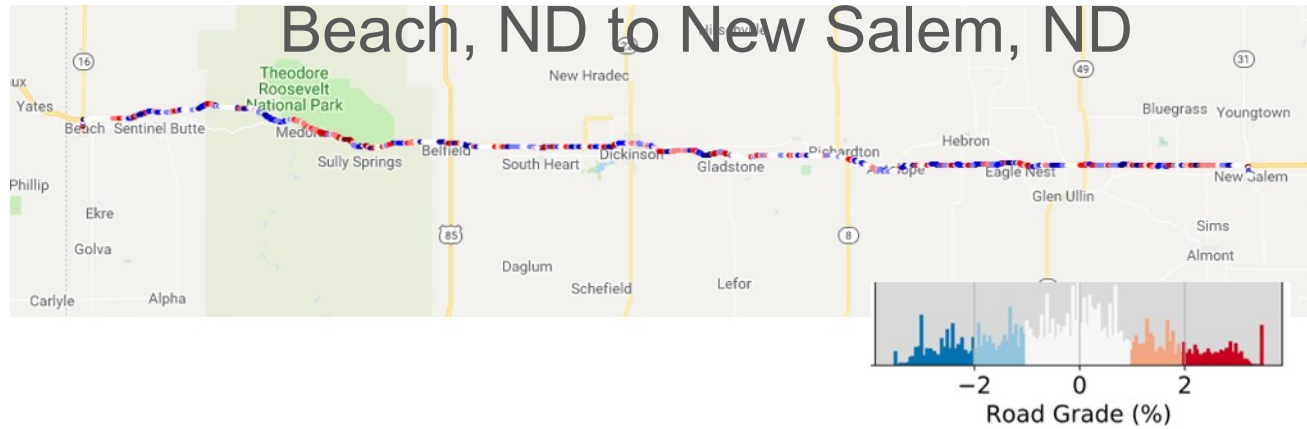 Beach, ND to New Salem, ND
16
22
49
31
Theodore
Roosevelt
National Park
New Hradec
Yates
Bluegrass
Youngtown
Beach
Sentinel Butte
Hebron
Belfield
Dickinson
Richardton
Sully Springs
South Heart
Gladstone
Eagle Nest
New Salem
Phillip
Glen Ullin
Ekre
Sims
85
8
Golva
Almont
Daglum
Lefor
Schefield
Carlyle
Alpha
−2
0
2
Road Grade (%)